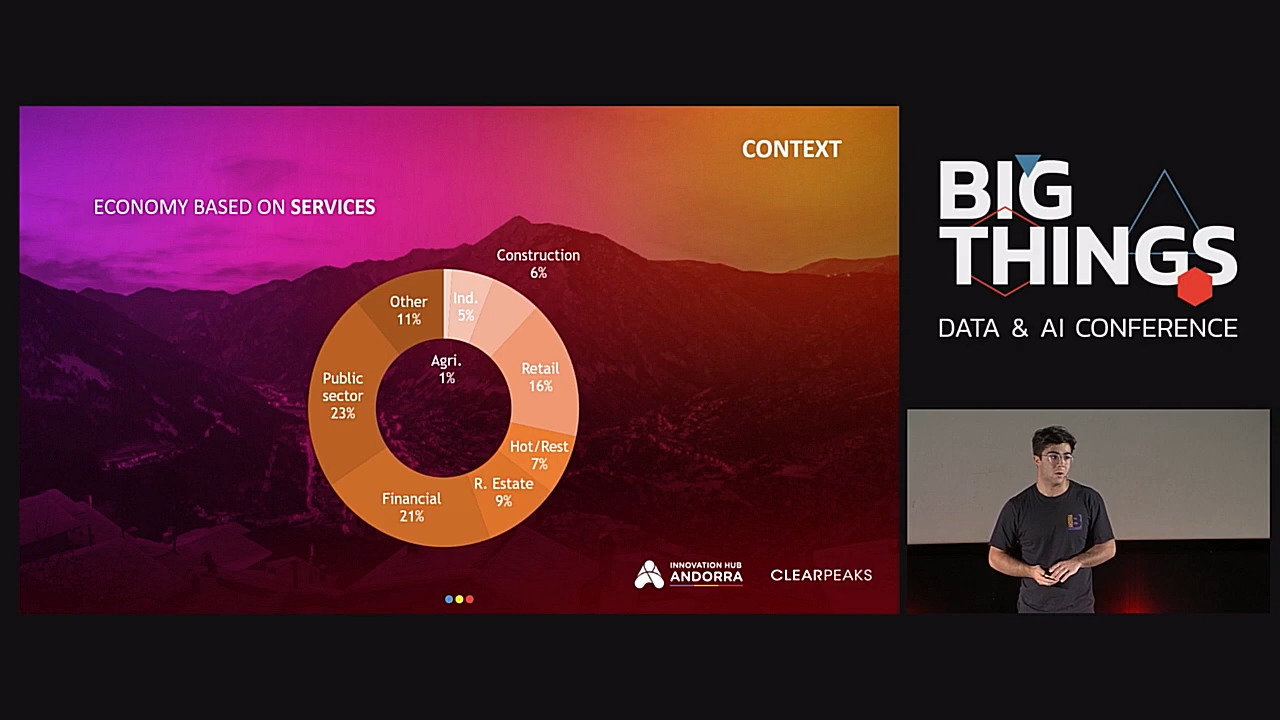 CONTEXT
ECONOMY BASED ON SERVICES
Construction
6%
Ind.
5%
Other
11%
Agri.
1%
Retail
16%
Public
sector
23%
Hot/Rest
7%
R. Estate
9%
Financial
21%
INNOVATION HUB
ANDORRA
CLEARPEAKS
BIG
THINGS
DATA & AI CONFERENCE